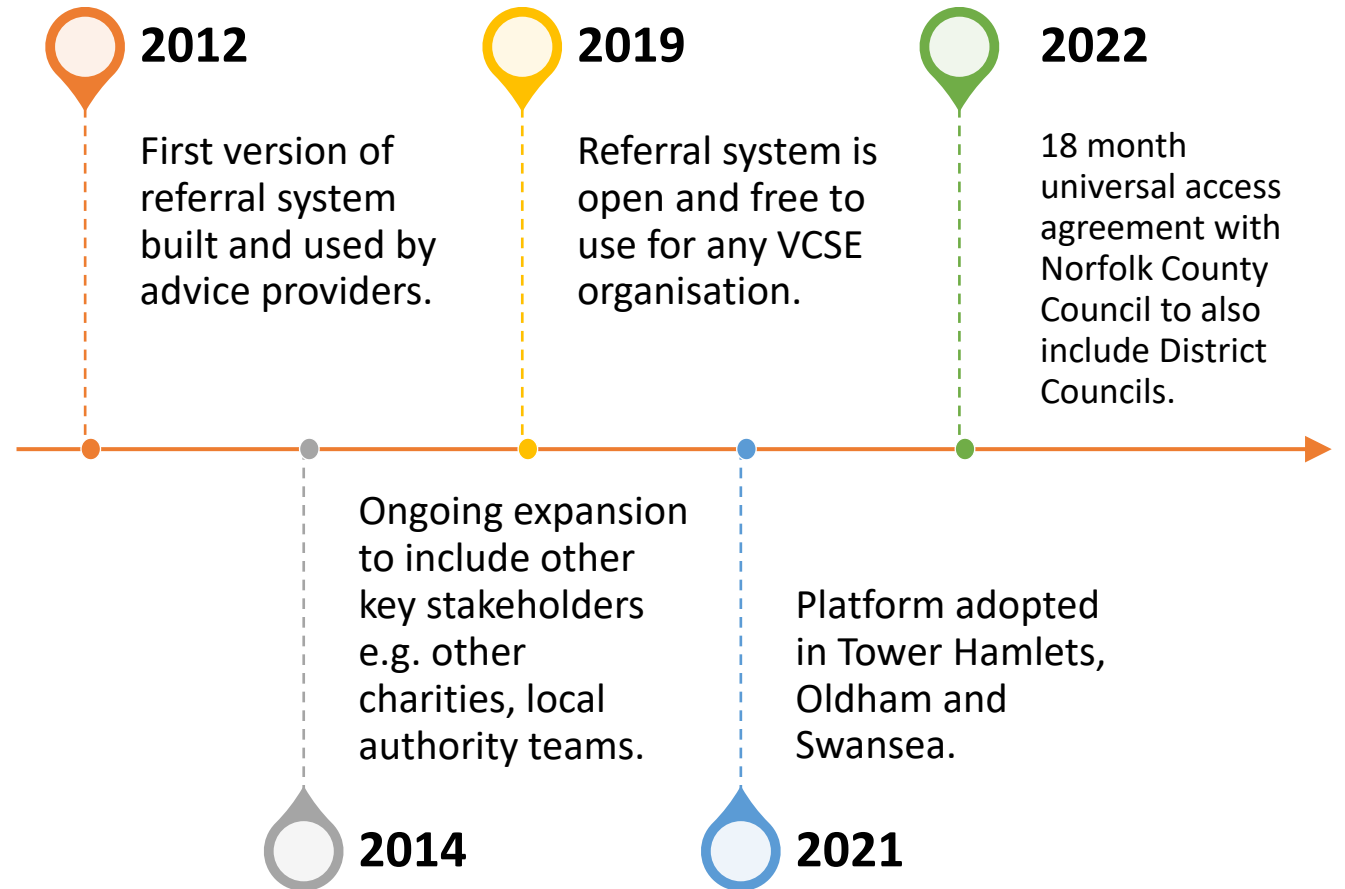 2012
First version of
referral system
built and used by
advice providers.
2014
Ongoing expansion
to include other
key stakeholders
e.g. other
charities, local
authority teams.
2019
Referral system is
open and free to
use for any VCSE
organisation.
2021
Platform adopted
in Tower Hamlets,
Oldham and
Swansea.
2022
18 month
universal access
agreement with
Norfolk County
Council to also
include District
Councils.